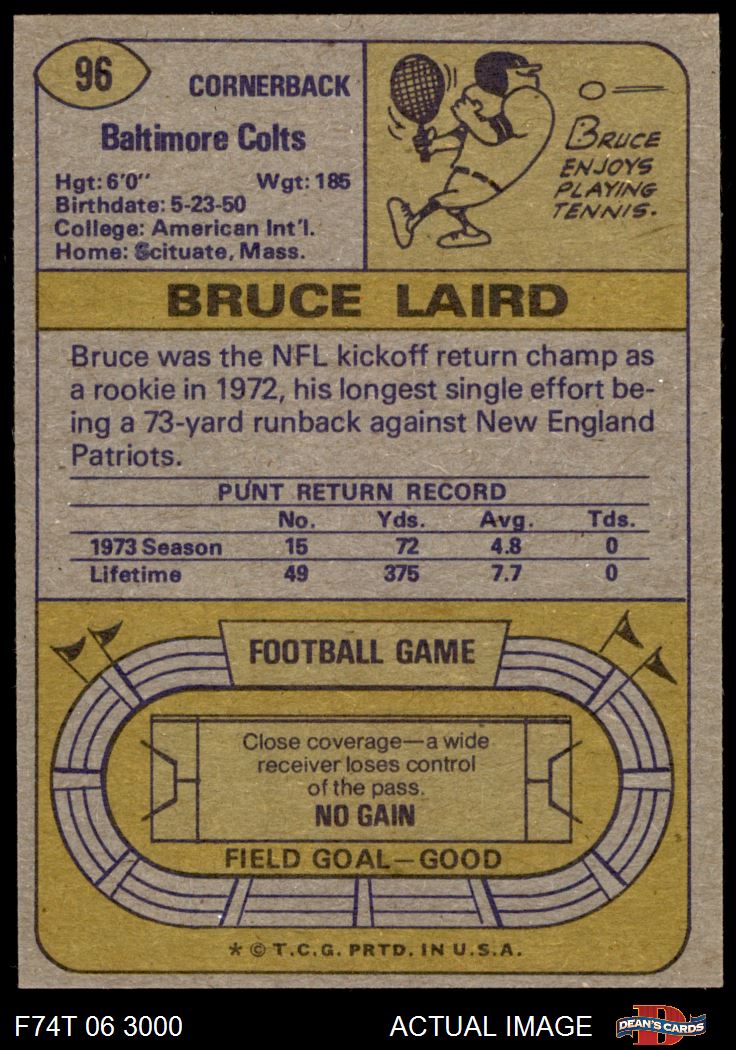 96
CORNERBACK
Baltimore Colts
Hgt: 6'0" Wgt: 185
Birthdate: 5-23-50
College: American Int'l.
Home: Scituate, Mass.
BRUCE
ENJOYS
PLAYING
TENNIS.
BRUCE LAIRD
Bruce was the NFL kickoff return champ as
a rookie in 1972, his longest single effort be-
ing a 73-yard runback against New England
Patriots.
PUNT RETURN RECORD
No. Yds. Avg. Tds.
1973 Season 15 72 4.8 0
Lifetime 49 375 7.7 0
FOOTBALL GAME
Close coverage—a wide
receiver loses control
of the pass.
NO GAIN
FIELD GOAL—GOOD
* © T.C.G. PRTD. IN U.S.A.
F74T 06 3000 ACTUAL IMAGE D DEAN'S CARDS